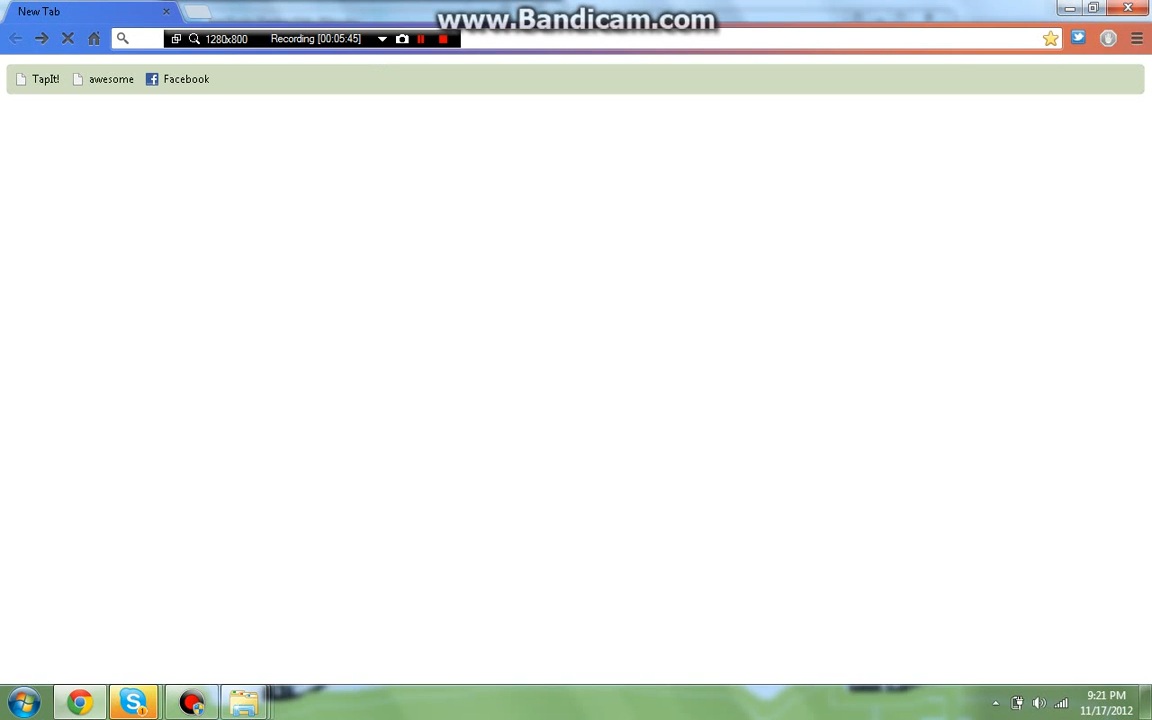 New Tab
www.Bandicam.com
1280x800
Recording [00:05:45]
TapIt!
awesome
Facebook
9:21 PM
11/17/2012